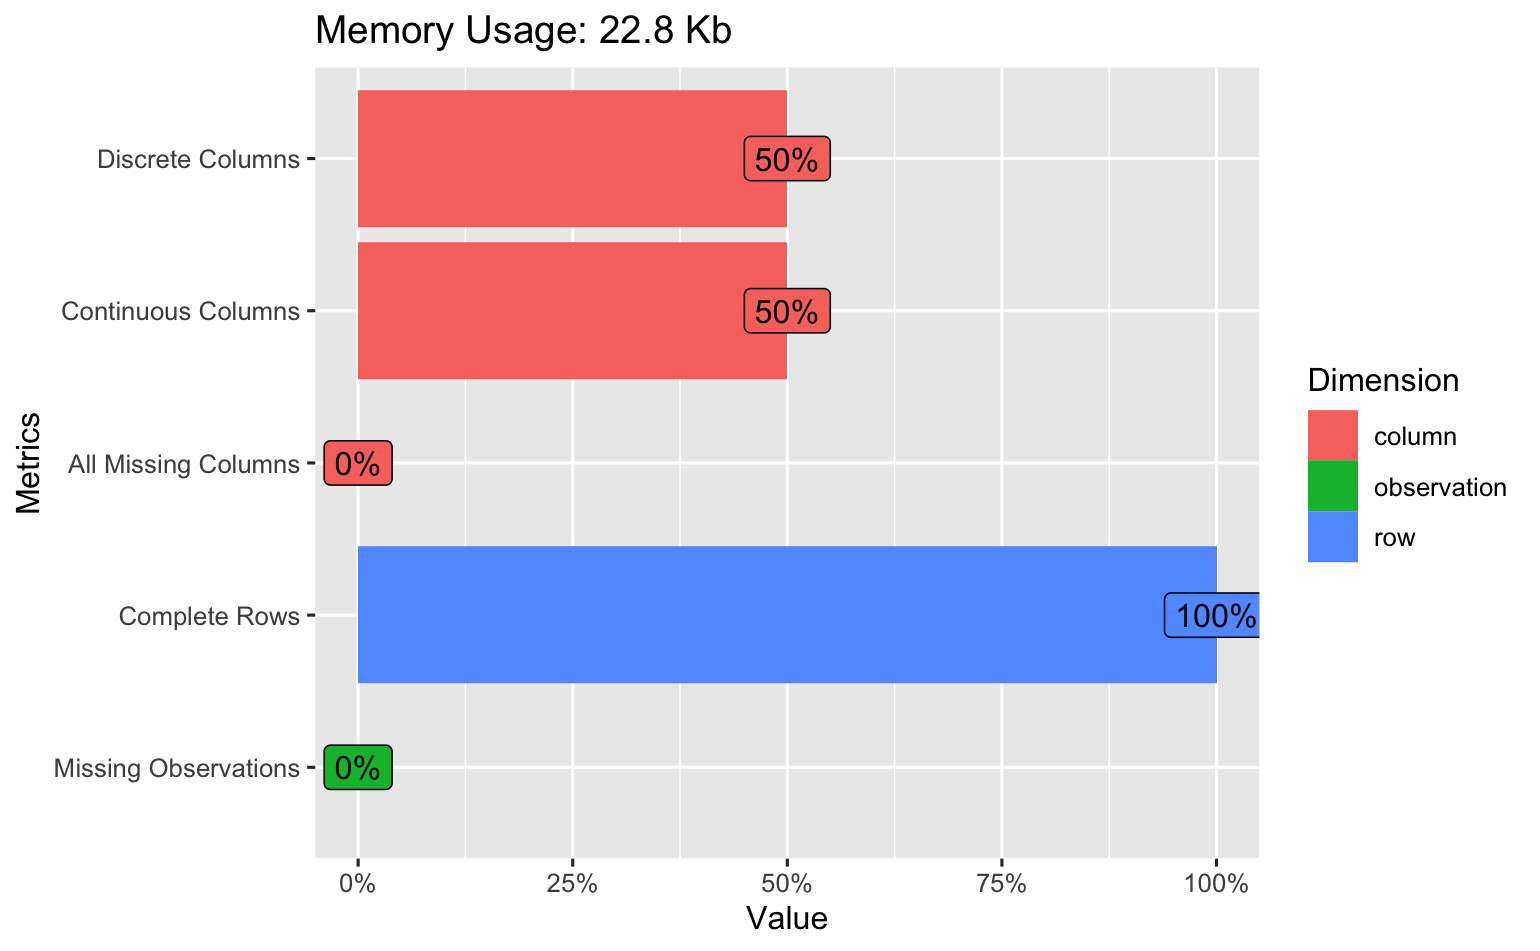 Memory Usage: 22.8 Kb
Metrics
Discrete Columns
50%
Continuous Columns
50%
All Missing Columns
0%
Complete Rows
100%
Missing Observations
0%
0%
25%
50%
75%
100%
Value
Dimension
column
observation
row